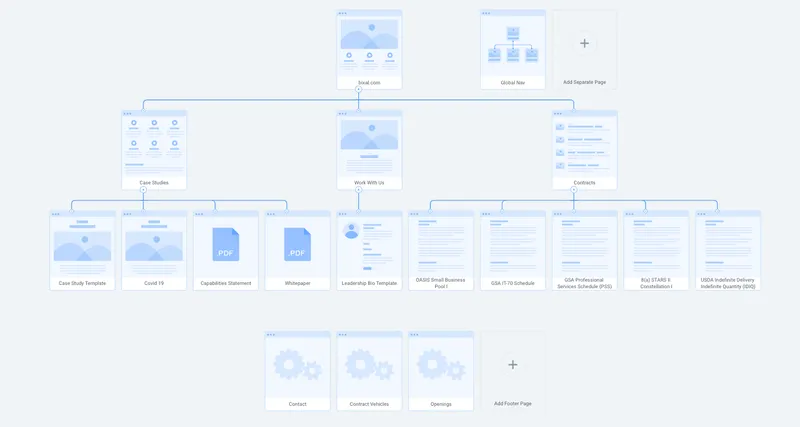 bixal.com
Global Nav
Add Separate Page
Case Studies
Work With Us
Contracts
Case Study Template
Covid 19
.PDF
Capabilities Statement
.PDF
Whitepaper
Leadership Bio Template
OASIS Small Business
Pool I
GSA IT-70 Schedule
GSA Professional
Services Schedule (PSS)
8(a) STARS II
Constellation I
USDA Indefinite Delivery
Indefinite Quantity (IDIQ)
Contact
Contract Vehicles
Openings
Add Footer Page